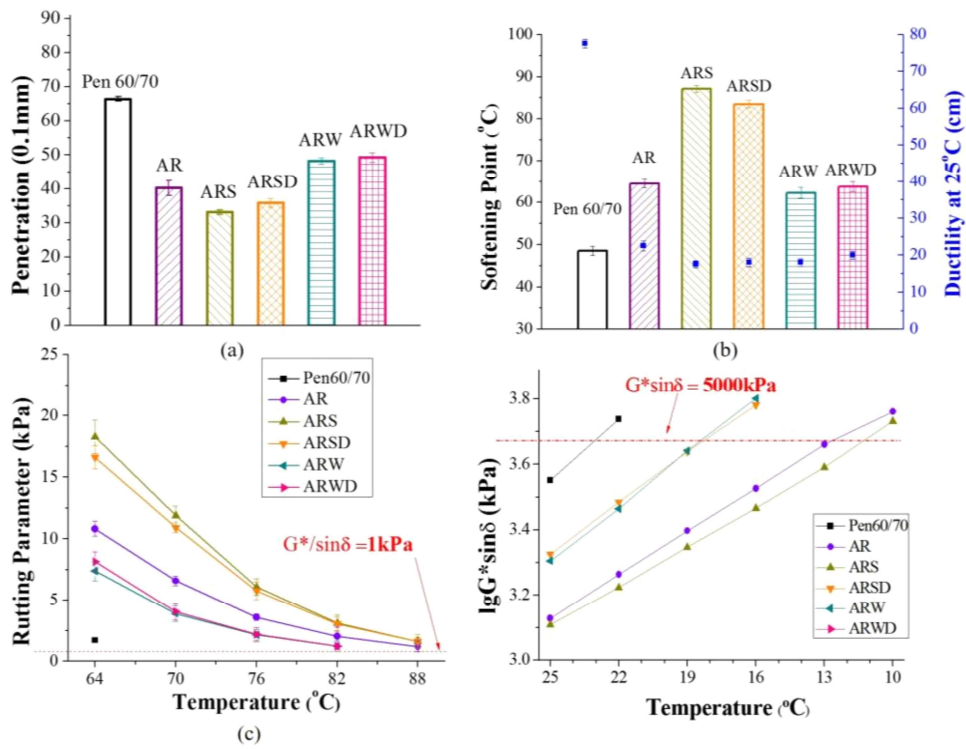 90
80
70
60
50
40
30
20
10
0
Penetration (0.1mm)
Pen 60/70
AR
ARS
ARSD
ARW
ARWD
(a)
100
90
80
70
60
50
40
30
Softening Point (°C)
Pen 60/70
AR
ARS
ARSD
ARW
ARWD
80
70
60
50
40
30
20
10
0
Ductility at 25°C (cm)
(b)
25
20
15
10
5
0
Rutting Parameter (kPa)
Pen60/70
AR
ARS
ARSD
ARW
ARWD
G*/sinδ =1kPa
64
70
76
82
88
Temperature (°C)
(c)
3.8
3.6
3.4
3.2
3.0
lgG*sinδ (kPa)
G*sinδ = 5000kPa
Pen60/70
AR
ARS
ARSD
ARW
ARWD
25
22
19
16
13
10
Temperature (°C)